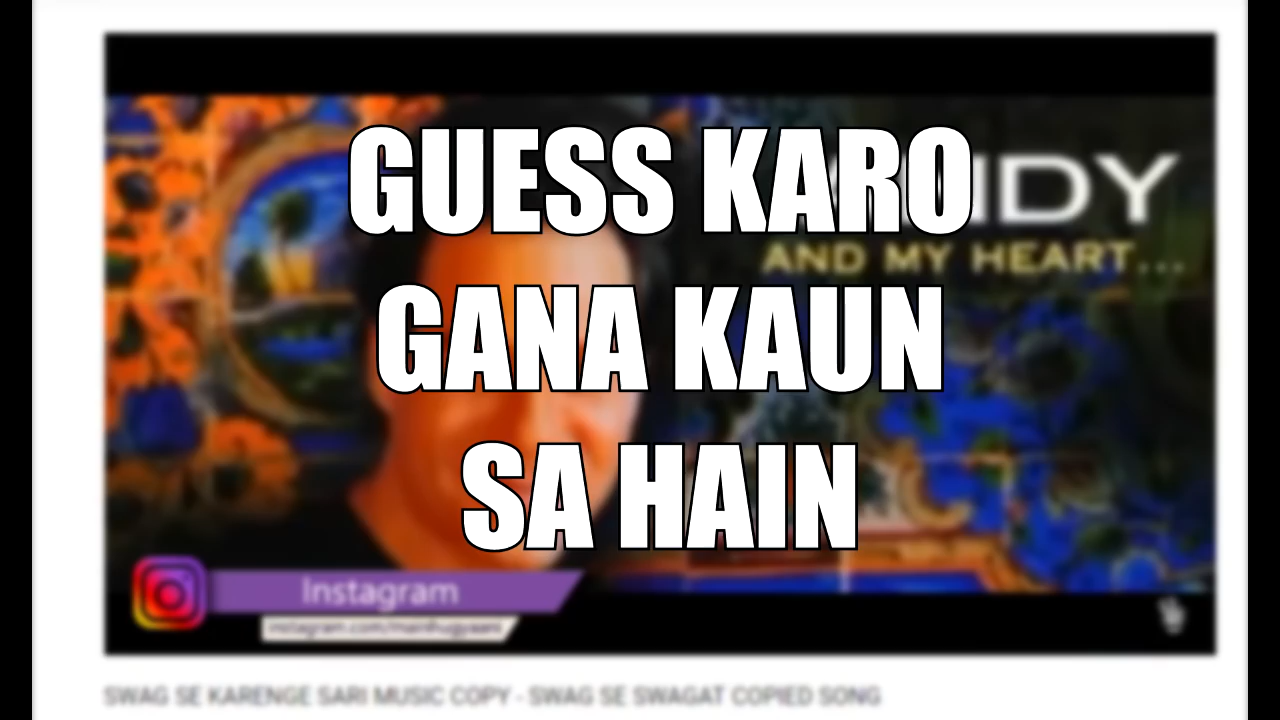 GUESS KARO
GANA KAUN
SA HAIN
AND MY HEART...
Instagram
SWAG SE KARENGE SARI MUSIC COPY - SWAG SE SWAGAT COPIED SONG